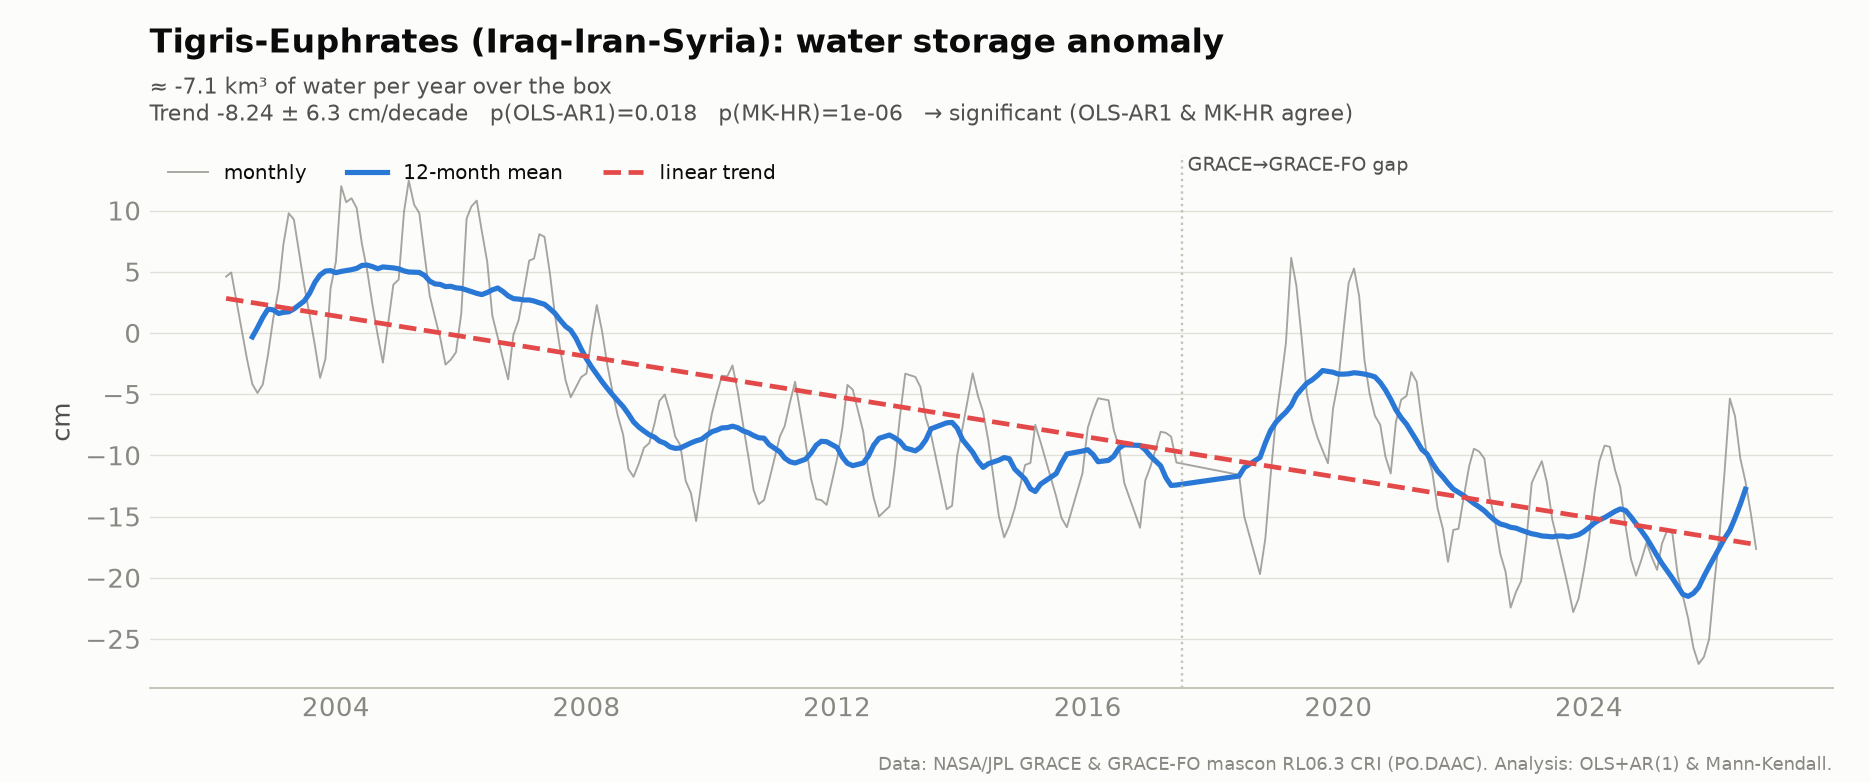 Tigris-Euphrates (Iraq-Iran-Syria): water storage anomaly
≈ -7.1 km³ of water per year over the box
Trend -8.24 ± 6.3 cm/decade   p(OLS-AR1)=0.018   p(MK-HR)=1e-06   → significant (OLS-AR1 & MK-HR agree)
monthly   12-month mean   linear trend
GRACE→GRACE-FO gap
10
5
0
−5
−10
−15
−20
−25
cm
2004   2008   2012   2016   2020   2024
Data: NASA/JPL GRACE & GRACE-FO mascon RL06.3 CRI (PO.DAAC). Analysis: OLS+AR(1) & Mann-Kendall.